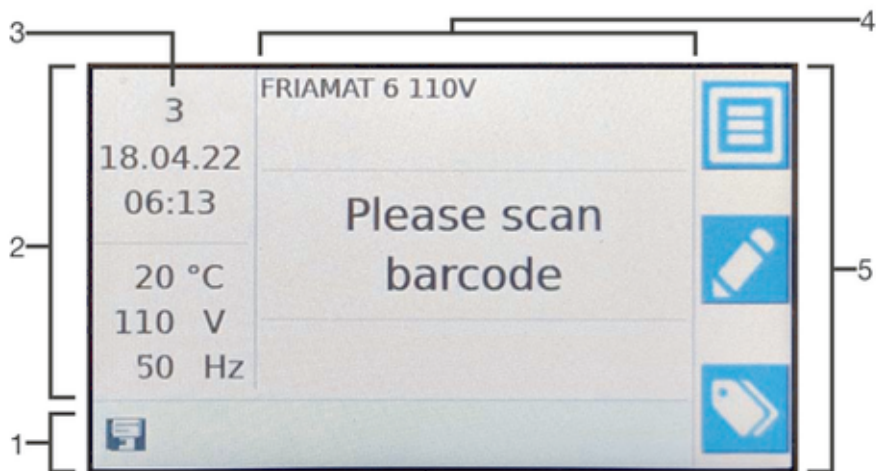 3
4
3
FRIAMAT 6 110V
18.04.22
06:13
Please scan
barcode
2
5
20 °C
110 V
50 Hz
1